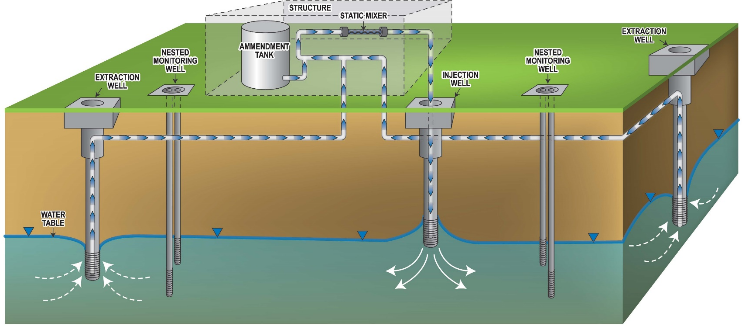 STRUCTURE
STATIC MIXER
AMMENDMENT
TANK
EXTRACTION
WELL
NESTED
MONITORING
WELL
INJECTION
WELL
NESTED
MONITORING
WELL
EXTRACTION
WELL
WATER
TABLE